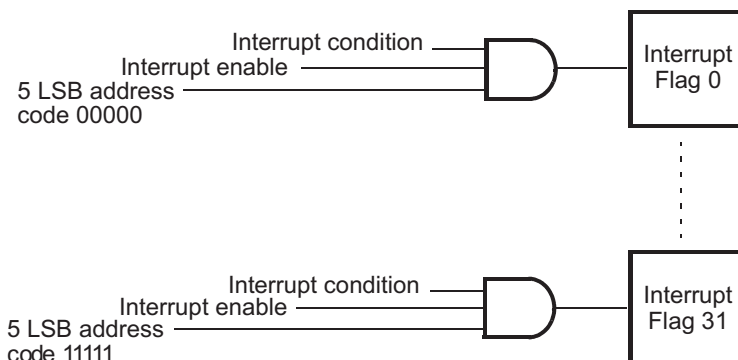 Interrupt condition
Interrupt enable
5 LSB address
code 00000
Interrupt
Flag 0
Interrupt condition
Interrupt enable
5 LSB address
code 11111
Interrupt
Flag 31